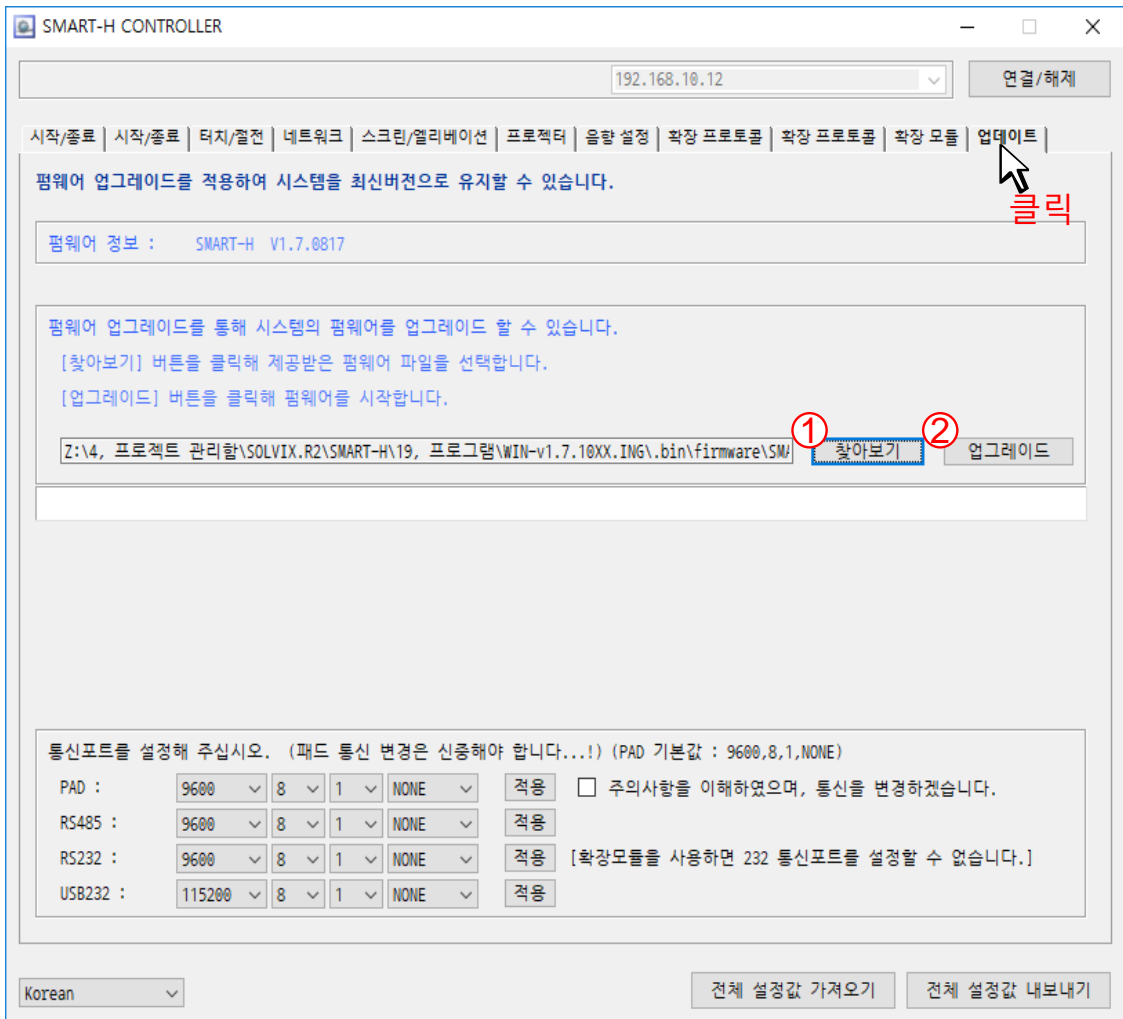 SMART-H CONTROLLER
192.168.10.12 연결/해제
시작/종료 시작/종료 터치/절전 네트워크 스크린/엘리베이션 프로젝터 음향 설정 확장 프로토콜 확장 프로토콜 확장 모듈 업데이트
펌웨어 업그레이드를 적용하여 시스템을 최신버전으로 유지할 수 있습니다.
클릭
펌웨어 정보 : SMART-H V1.7.0817
펌웨어 업그레이드를 통해 시스템의 펌웨어를 업그레이드 할 수 있습니다.
[찾아보기] 버튼을 클릭해 제공받은 펌웨어 파일을 선택합니다.
[업그레이드] 버튼을 클릭해 펌웨어를 시작합니다.
① ②
Z:\4, 프로젝트 관리함\SOLVIX.R2\SMART-H\19, 프로그램\WIN-v1.7.10XX.ING\.bin\firmware\SM 찾아보기 업그레이드
통신포트를 설정해 주십시오. (패드 통신 변경은 신중해야 합니다...!) (PAD 기본값 : 9600,8,1,NONE)
PAD : 9600 8 1 NONE 적용 주의사항을 이해하였으며, 통신을 변경하겠습니다.
RS485 : 9600 8 1 NONE 적용
RS232 : 9600 8 1 NONE 적용 [확장모듈을 사용하면 232 통신포트를 설정할 수 없습니다.]
USB232 : 115200 8 1 NONE 적용
Korean 전체 설정값 가져오기 전체 설정값 내보내기